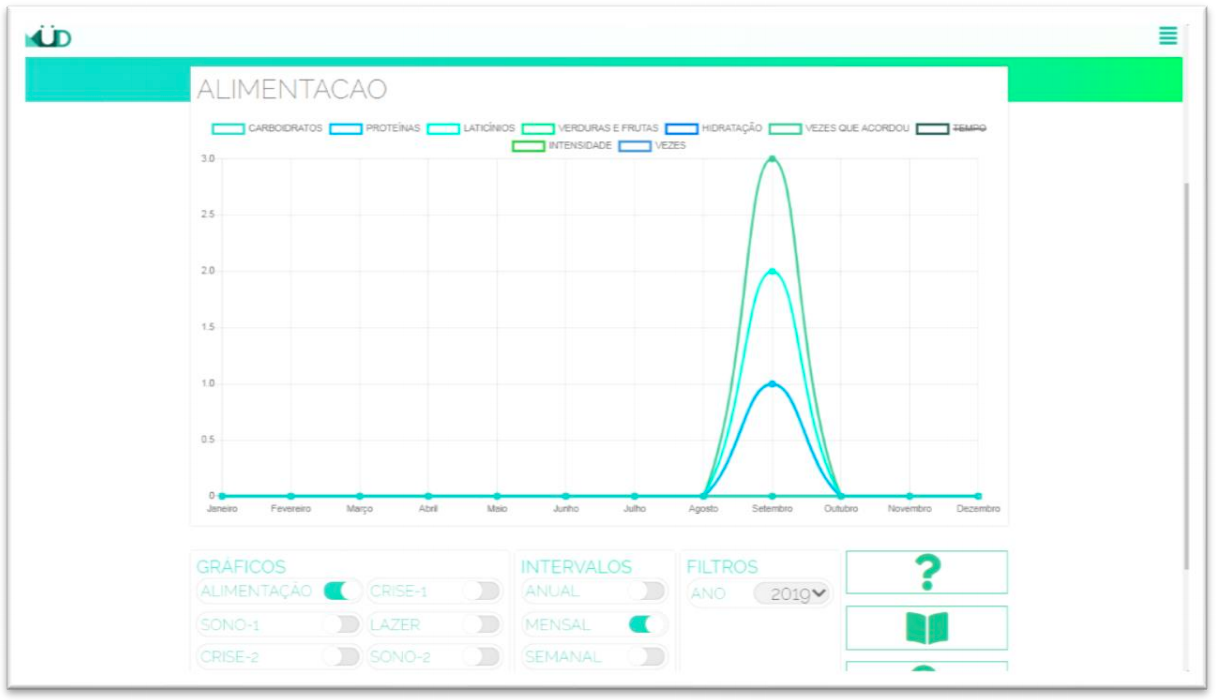 KÜD
ALIMENTACAO
CARBOIDRATOS PROTEÍNAS LATICÍNIOS VERDURAS E FRUTAS HIDRATAÇÃO VEZES QUE ACORDOU TEMPO
INTENSIDADE VEZES
3.0
2.5
2.0
1.5
1.0
0.5
0
Janeiro Fevereiro Março Abril Maio Junho Julho Agosto Setembro Outubro Novembro Dezembro
GRÁFICOS INTERVALOS FILTROS ?
ALIMENTAÇÃO CRISE-1 ANUAL ANO 2019
SONO-1 LAZER MENSAL
CRISE-2 SONO-2 SEMANAL